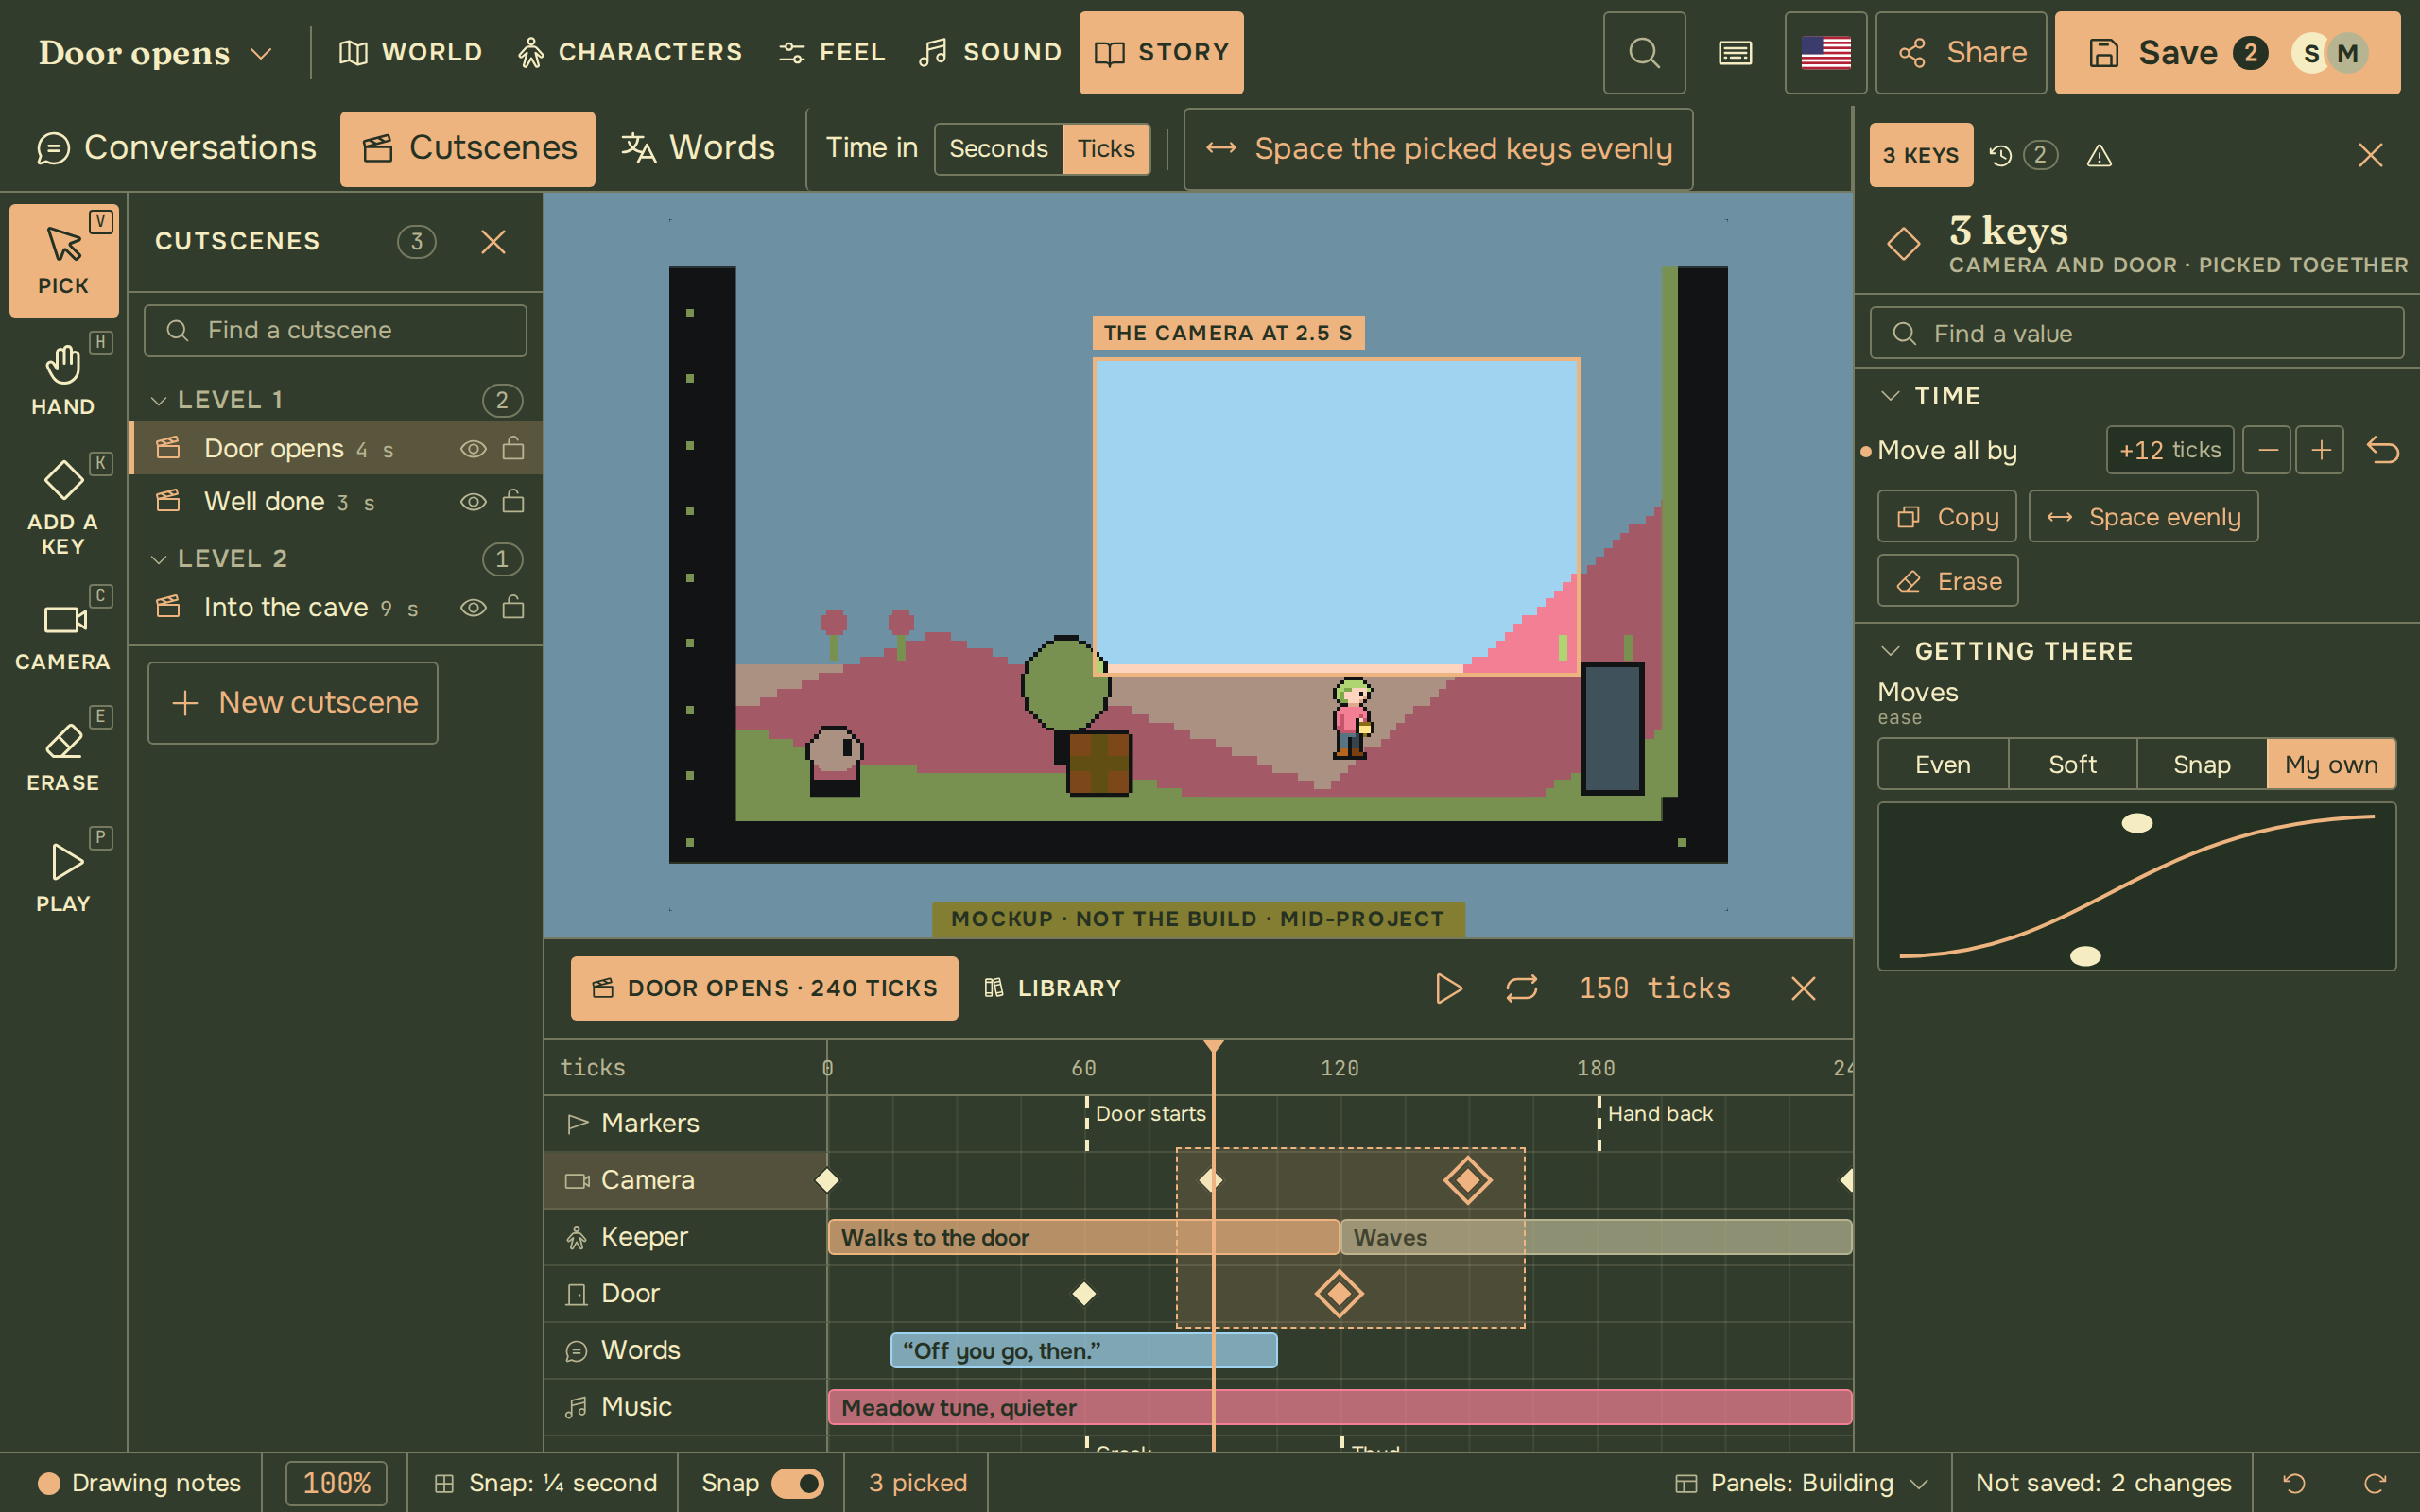 Door opens WORLD CHARACTERS FEEL SOUND STORY Share Save 2 S M
Conversations Cutscenes Words Time in Seconds Ticks Space the picked keys evenly 3 KEYS 2
PICK V
HAND H
ADD A KEY K
CAMERA C
ERASE E
PLAY P
CUTSCENES 3
Find a cutscene
LEVEL 1 2
Door opens 4 s
Well done 3 s
LEVEL 2 1
Into the cave 9 s
New cutscene
THE CAMERA AT 2.5 S
MOCKUP · NOT THE BUILD · MID-PROJECT
3 keys
CAMERA AND DOOR · PICKED TOGETHER
Find a value
TIME
Move all by +12 ticks
Copy Space evenly
Erase
GETTING THERE
Moves
ease
Even Soft Snap My own
DOOR OPENS · 240 TICKS LIBRARY 150 ticks
ticks 0 60 120 180
Markers Door starts Hand back
Camera
Keeper Walks to the door Waves
Door
Words “Off you go, then.”
Music Meadow tune, quieter
Drawing notes 100% Snap: ¼ second Snap 3 picked Panels: Building Not saved: 2 changes